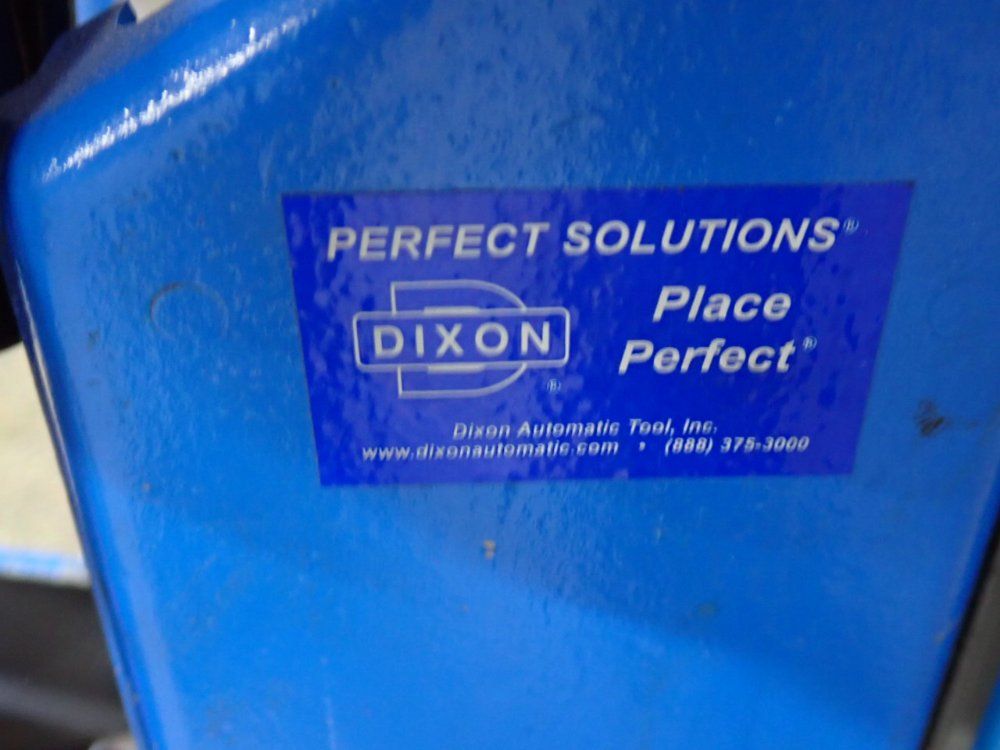 PERFECT SOLUTIONS®
DIXON®
Place
Perfect®
Dixon Automatic Tool, Inc.
www.dixonautomatic.com • (888) 375-3000